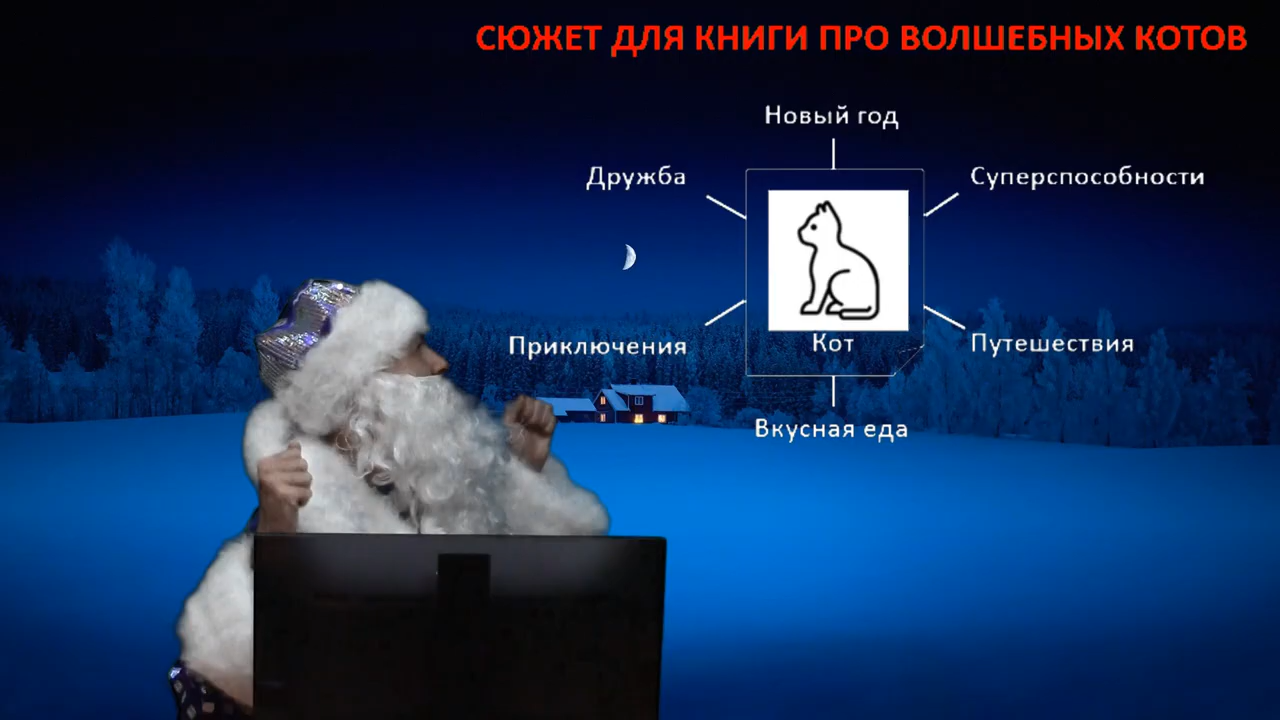 СЮЖЕТ ДЛЯ КНИГИ ПРО ВОЛШЕБНЫХ КОТОВ
Новый год
Дружба
Суперспособности
Приключения
Кот
Путешествия
Вкусная еда